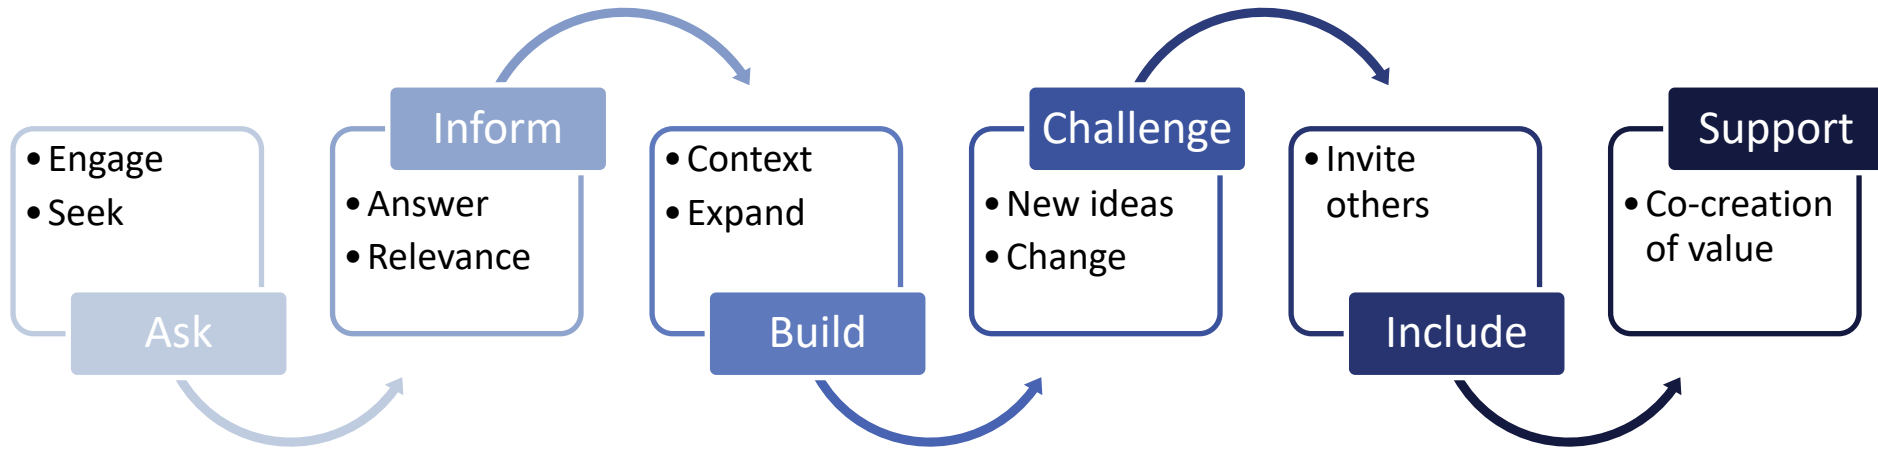 • Engage
• Seek
Ask
Inform
• Answer
• Relevance
• Context
• Expand
Build
Challenge
• New ideas
• Change
• Invite
others
Include
Support
• Co-creation
of value